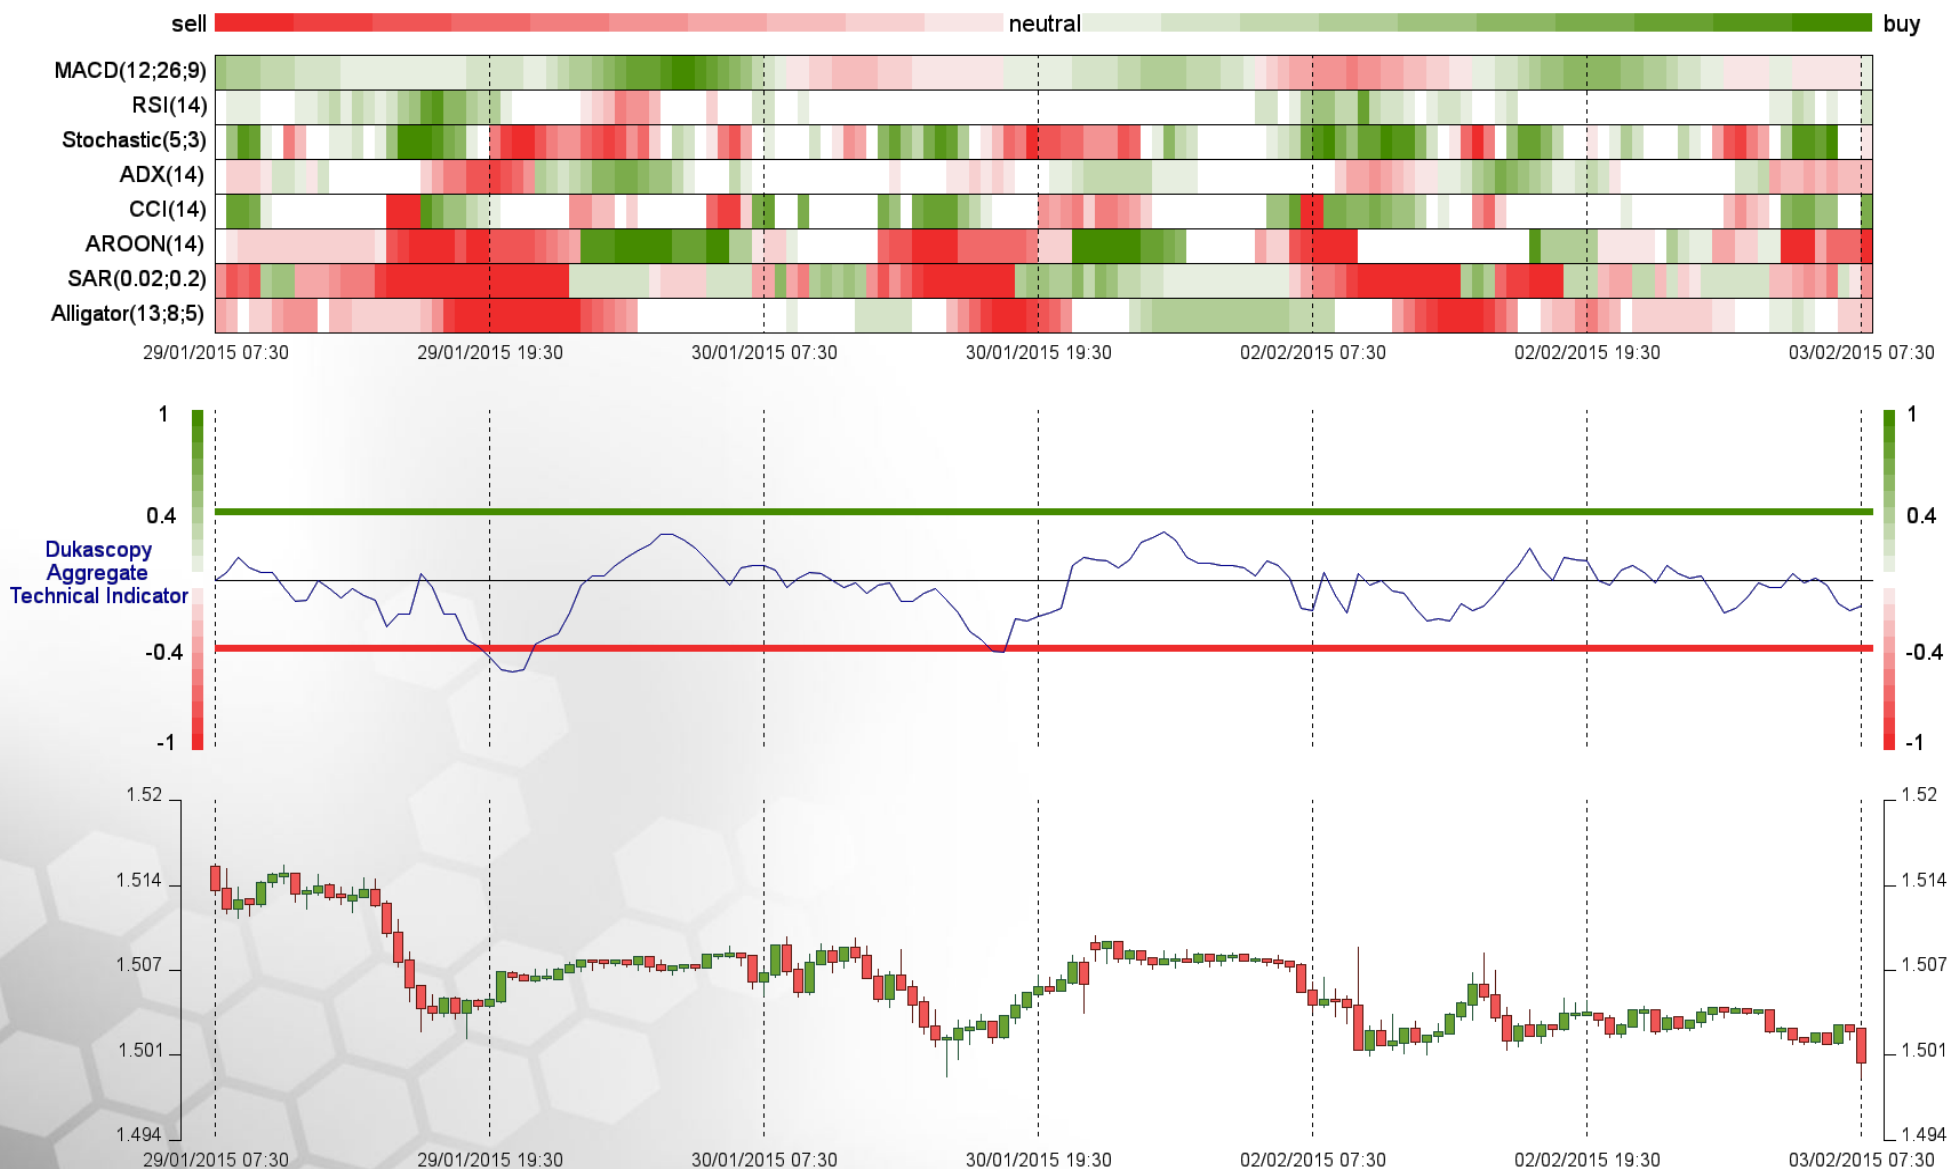 sell neutral buy
MACD(12;26;9)
RSI(14)
Stochastic(5;3)
ADX(14)
CCI(14)
AROON(14)
SAR(0.02;0.2)
Alligator(13;8;5)
29/01/2015 07:30 29/01/2015 19:30 30/01/2015 07:30 30/01/2015 19:30 02/02/2015 07:30 02/02/2015 19:30 03/02/2015 07:30
1 1
0.4 0.4
Dukascopy
Aggregate
Technical Indicator
-0.4 -0.4
-1 -1
1.52 1.52
1.514 1.514
1.507 1.507
1.501 1.501
1.494 1.494
29/01/2015 07:30 29/01/2015 19:30 30/01/2015 07:30 30/01/2015 19:30 02/02/2015 07:30 02/02/2015 19:30 03/02/2015 07:30